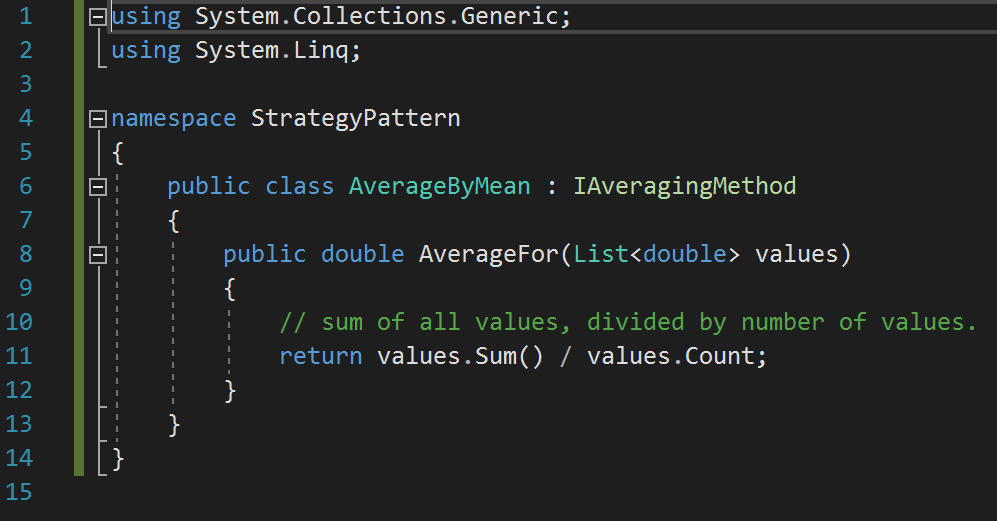 1 using System.Collections.Generic;
2 using System.Linq;
3
4 namespace StrategyPattern
5 {
6     public class AverageByMean : IAveragingMethod
7     {
8         public double AverageFor(List<double> values)
9         {
10             // sum of all values, divided by number of values.
11             return values.Sum() / values.Count;
12         }
13     }
14 }
15